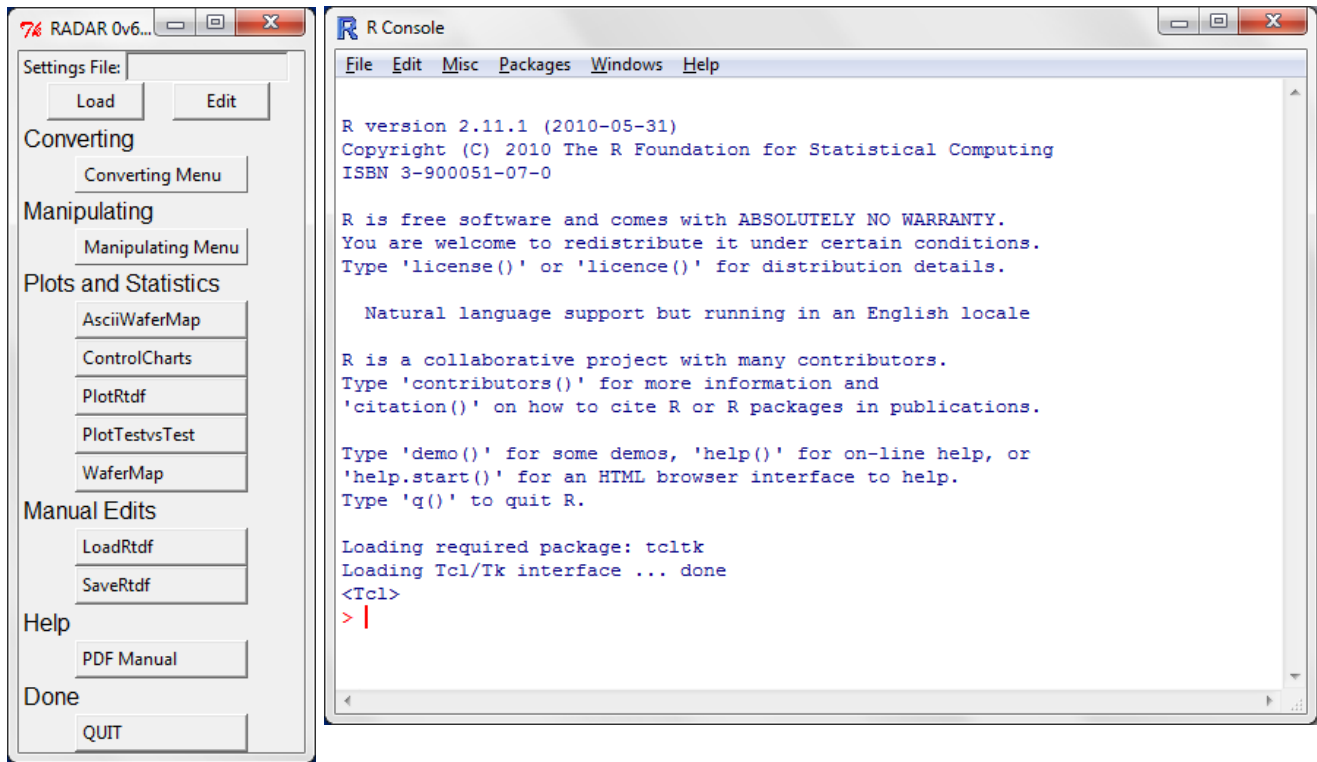 RADAR 0v6...
Settings File:
Load Edit
Converting
Converting Menu
Manipulating
Manipulating Menu
Plots and Statistics
AsciiWaferMap
ControlCharts
PlotRtdf
PlotTestvsTest
WaferMap
Manual Edits
LoadRtdf
SaveRtdf
Help
PDF Manual
Done
QUIT
R Console
File Edit Misc Packages Windows Help
R version 2.11.1 (2010-05-31)
Copyright (C) 2010 The R Foundation for Statistical Computing
ISBN 3-900051-07-0
R is free software and comes with ABSOLUTELY NO WARRANTY.
You are welcome to redistribute it under certain conditions.
Type 'license()' or 'licence()' for distribution details.
Natural language support but running in an English locale
R is a collaborative project with many contributors.
Type 'contributors()' for more information and
'citation()' on how to cite R or R packages in publications.
Type 'demo()' for some demos, 'help()' for on-line help, or
'help.start()' for an HTML browser interface to help.
Type 'q()' to quit R.
Loading required package: tcltk
Loading Tcl/Tk interface ... done
<Tcl>
>